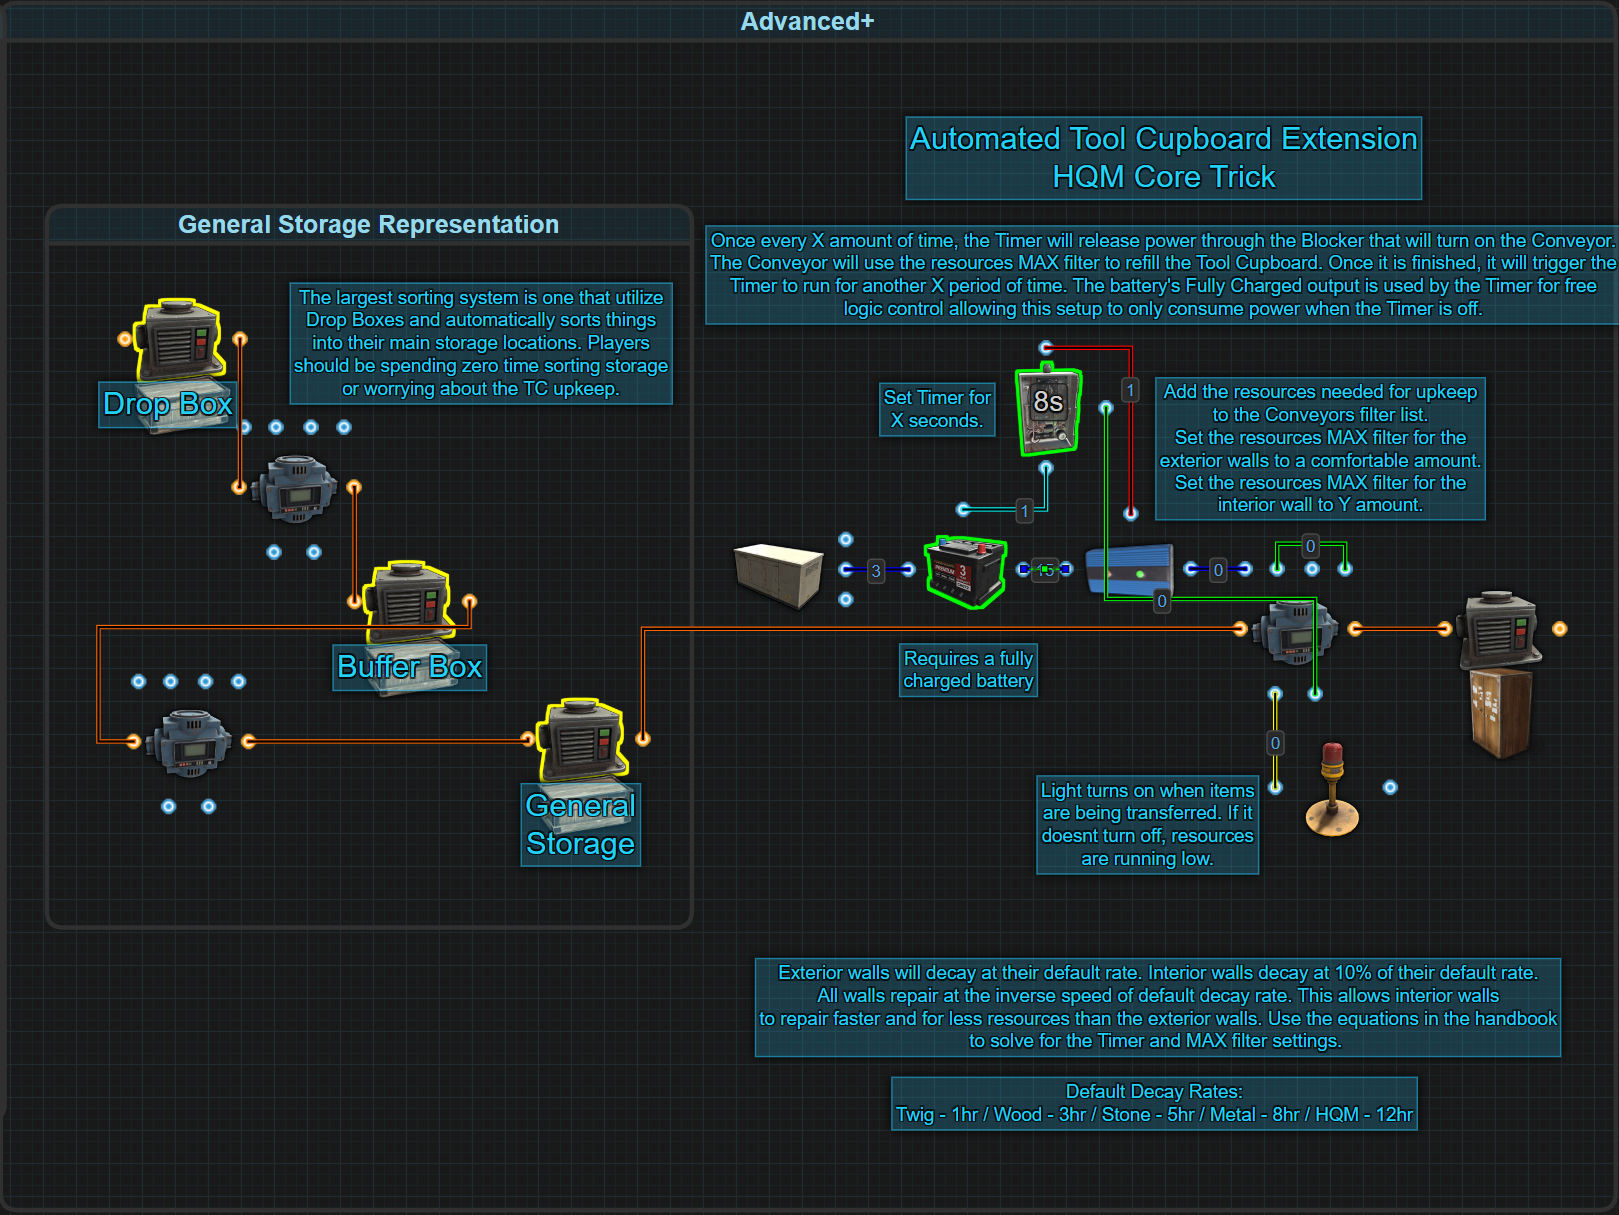 Advanced+
Automated Tool Cupboard Extension
HQM Core Trick
General Storage Representation
Once every X amount of time, the Timer will release power through the Blocker that will turn on the Conveyor.
The Conveyor will use the resources MAX filter to refill the Tool Cupboard. Once it is finished, it will trigger the
Timer to run for another X period of time. The battery's Fully Charged output is used by the Timer for free
logic control allowing this setup to only consume power when the Timer is off.
The largest sorting system is one that utilize
Drop Boxes and automatically sorts things
into their main storage locations. Players
should be spending zero time sorting storage
or worrying about the TC upkeep.
Drop Box
Buffer Box
General
Storage
Set Timer for
X seconds.
8s
1
Add the resources needed for upkeep
to the Conveyors filter list.
Set the resources MAX filter for the
exterior walls to a comfortable amount.
Set the resources MAX filter for the
interior wall to Y amount.
1
3
PREMIUM 3
0
0
0
Requires a fully
charged battery
0
Light turns on when items
are being transferred. If it
doesnt turn off, resources
are running low.
Exterior walls will decay at their default rate. Interior walls decay at 10% of their default rate.
All walls repair at the inverse speed of default decay rate. This allows interior walls
to repair faster and for less resources than the exterior walls. Use the equations in the handbook
to solve for the Timer and MAX filter settings.
Default Decay Rates:
Twig - 1hr / Wood - 3hr / Stone - 5hr / Metal - 8hr / HQM - 12hr